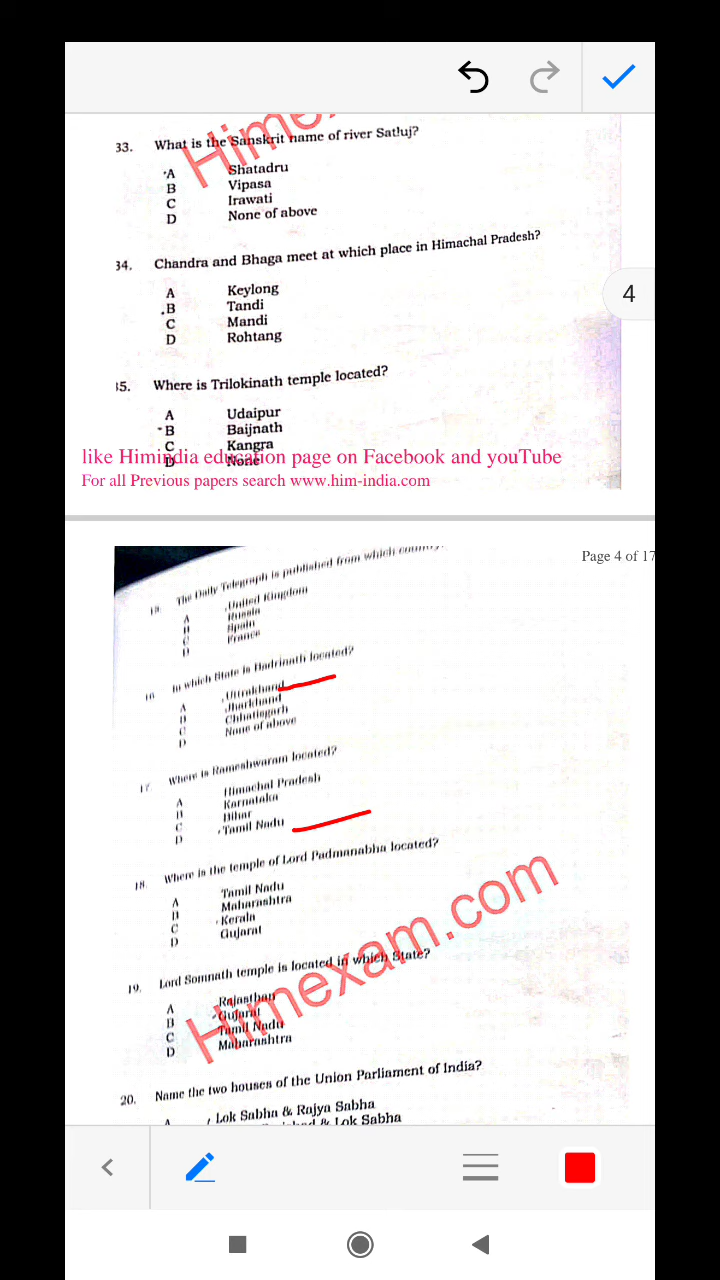 33. What is the Sanskrit name of river Satluj?
A Shatadru
B Vipasa
C Irawati
D None of above
34. Chandra and Bhaga meet at which place in Himachal Pradesh?
4
A Keylong
B Tandi
C Mandi
D Rohtang
35. Where is Trilokinath temple located?
A Udaipur
B Baijnath
C Kangra
D None
like Himindia education page on Facebook and youTube
For all Previous papers search www.him-india.com
Page 4 of 17
The Daily Telegraph is published from which country
A United Kingdom
B Russia
C Spain
D France
16 In which State is Badrinath located?
A Uttrakhand
B Jharkhand
C Chhatisgarh
D None of above
17. Where is Rameshwaram located?
A Himachal Pradesh
B Karnataka
C Bihar
D Tamil Nadu
18. Where is the temple of Lord Padmanabha located?
A Tamil Nadu
B Maharashtra
C Kerala
D Gujarat
Himexam.com
19. Lord Somnath temple is located in which State?
A Rajasthan
B Gujarat
C Tamil Nadu
D Maharashtra
20. Name the two houses of the Union Parliament of India?
A Lok Sabha & Rajya Sabha
& Lok Sabha